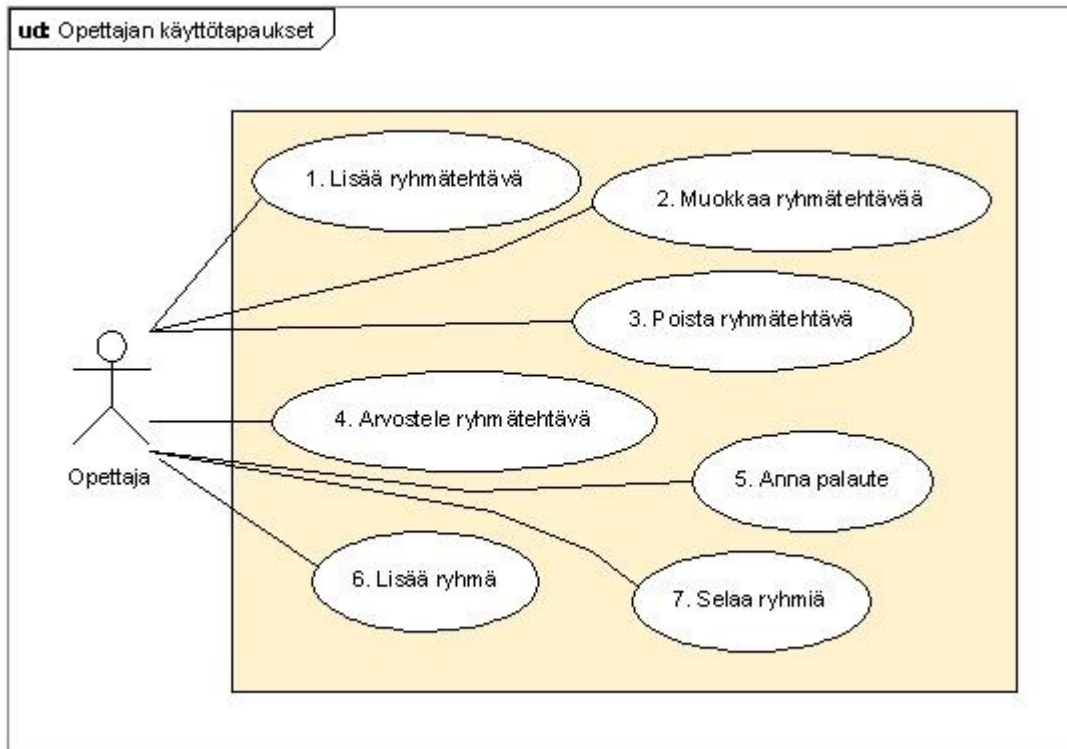 uct Opettajan käyttötapaukset
1. Lisää ryhmätehtävä
2. Muokkaa ryhmätehtävää
3. Poista ryhmätehtävä
4. Arvostele ryhmätehtävä
Opettaja
5. Anna palaute
6. Lisää ryhmä
7. Selaa ryhmiä